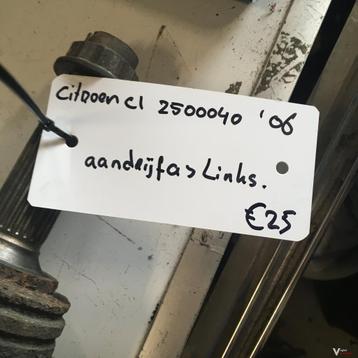 Citroen C1 2500040 '06
aandrijfas Links.
€25